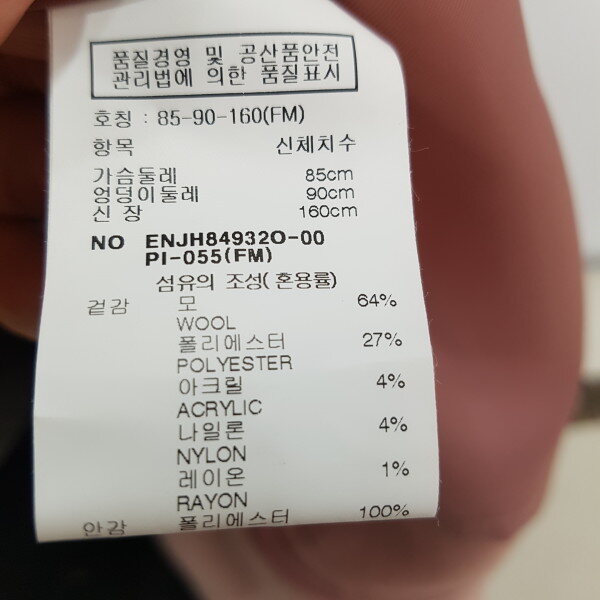 품질경영 및 공산품안전
관리법에 의한 품질표시
호칭 : 85-90-160(FM)
항목 신체치수
가슴둘레 85cm
엉덩이둘레 90cm
신 장 160cm
NO ENJH84932O-00
PI-055(FM)
섬유의 조성(혼용률)
겉감 모 64%
WOOL
폴리에스터 27%
POLYESTER
아크릴 4%
ACRYLIC
나일론 4%
NYLON
레이온 1%
RAYON
안감 폴리에스터 100%